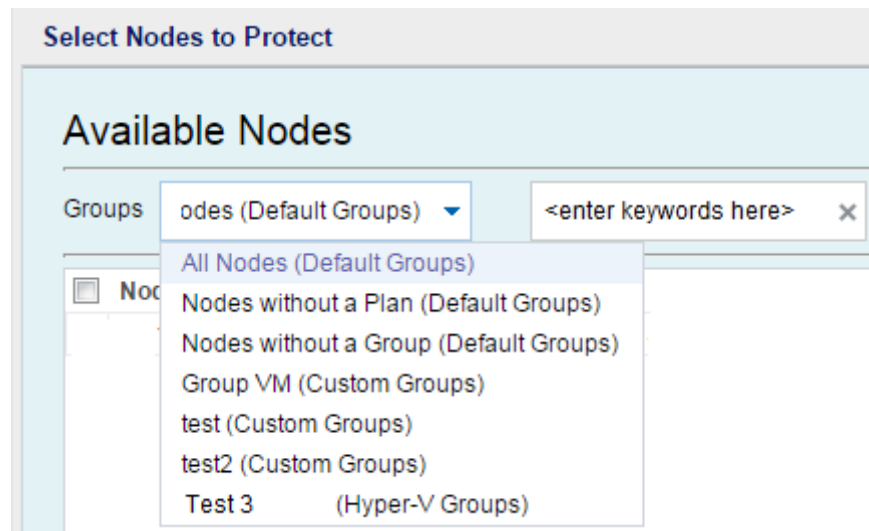 Select Nodes to Protect
Available Nodes
Groups odes (Default Groups) <enter keywords here>
All Nodes (Default Groups)
Nod
Nodes without a Plan (Default Groups)
Nodes without a Group (Default Groups)
Group VM (Custom Groups)
test (Custom Groups)
test2 (Custom Groups)
Test 3 (Hyper-V Groups)